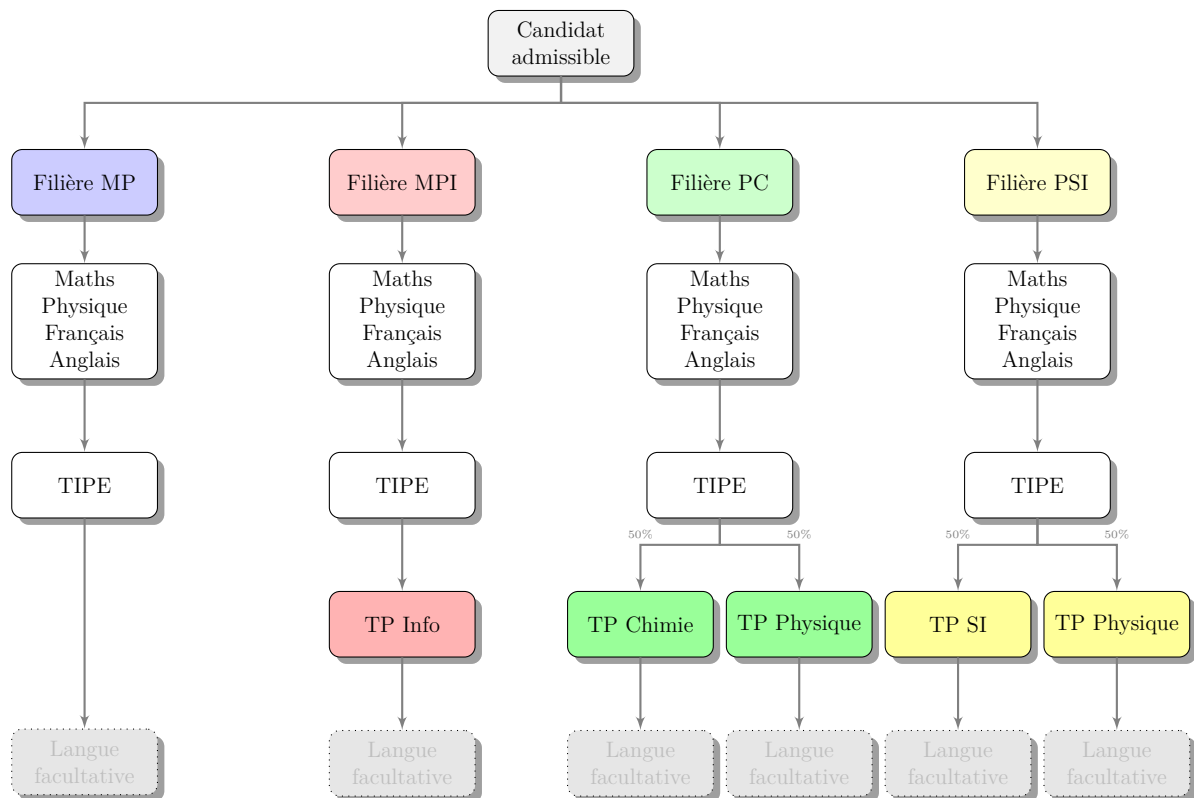 Candidat
admissible
Filière MP
Filière MPI
Filière PC
Filière PSI
Maths
Physique
Français
Anglais
Maths
Physique
Français
Anglais
Maths
Physique
Français
Anglais
Maths
Physique
Français
Anglais
TIPE
TIPE
TIPE
TIPE
50%
50%
50%
50%
TP Info
TP Chimie
TP Physique
TP SI
TP Physique
Langue
facultative
Langue
facultative
Langue
facultative
Langue
facultative
Langue
facultative
Langue
facultative